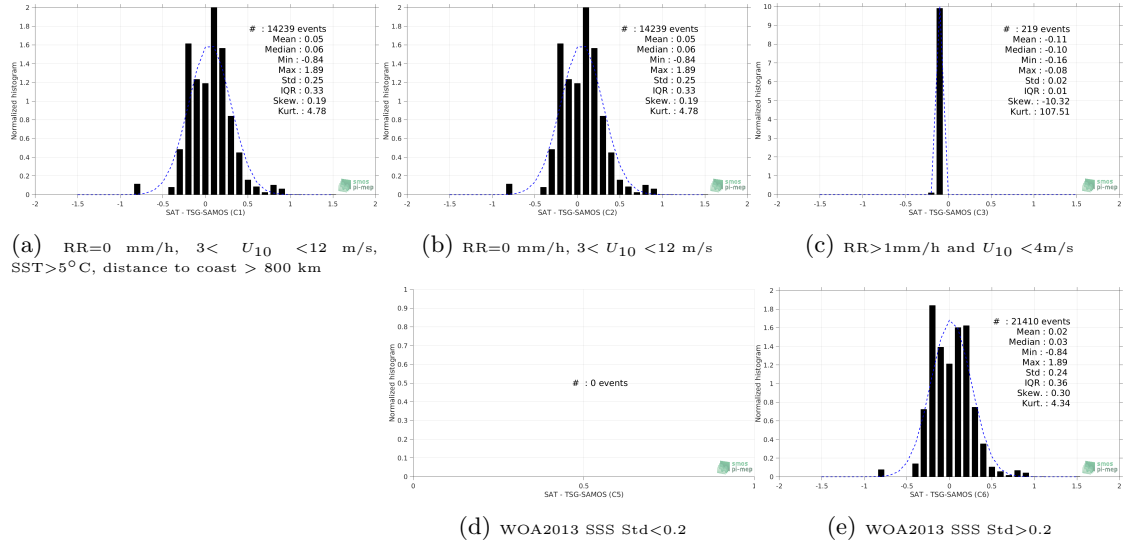 2
1.8
1.6
1.4
1.2
1
0.8
0.6
0.4
0.2
0
Normalized histogram
# : 14239 events
Mean : 0.05
Median : 0.06
Min : -0.84
Max : 1.89
Std : 0.25
IQR : 0.33
Skew. : 0.19
Kurt. : 4.78
smos
pi-mep
-2 -1.5 -1 -0.5 0 0.5 1 1.5 2
SAT - TSG-SAMOS (C1)
(a) RR=0 mm/h, 3< U10 <12 m/s,
SST>5°C, distance to coast > 800 km
2
1.8
1.6
1.4
1.2
1
0.8
0.6
0.4
0.2
0
Normalized histogram
# : 14239 events
Mean : 0.05
Median : 0.06
Min : -0.84
Max : 1.89
Std : 0.25
IQR : 0.33
Skew. : 0.19
Kurt. : 4.78
smos
pi-mep
-2 -1.5 -1 -0.5 0 0.5 1 1.5 2
SAT - TSG-SAMOS (C2)
(b) RR=0 mm/h, 3< U10 <12 m/s
10
9
8
7
6
5
4
3
2
1
0
Normalized histogram
# : 219 events
Mean : -0.11
Median : -0.10
Min : -0.16
Max : -0.08
Std : 0.02
IQR : 0.01
Skew. : -10.32
Kurt. : 107.51
smos
pi-mep
-2 -1.5 -1 -0.5 0 0.5 1 1.5 2
SAT - TSG-SAMOS (C3)
(c) RR>1mm/h and U10 <4m/s
1
0.9
0.8
0.7
0.6
0.5
0.4
0.3
0.2
0.1
0
Normalized histogram
# : 0 events
smos
pi-mep
0 0.5 1
SAT - TSG-SAMOS (C5)
(d) WOA2013 SSS Std<0.2
2
1.8
1.6
1.4
1.2
1
0.8
0.6
0.4
0.2
0
Normalized histogram
# : 21410 events
Mean : 0.02
Median : 0.03
Min : -0.84
Max : 1.89
Std : 0.24
IQR : 0.36
Skew. : 0.30
Kurt. : 4.34
smos
pi-mep
-2 -1.5 -1 -0.5 0 0.5 1 1.5 2
SAT - TSG-SAMOS (C6)
(e) WOA2013 SSS Std>0.2